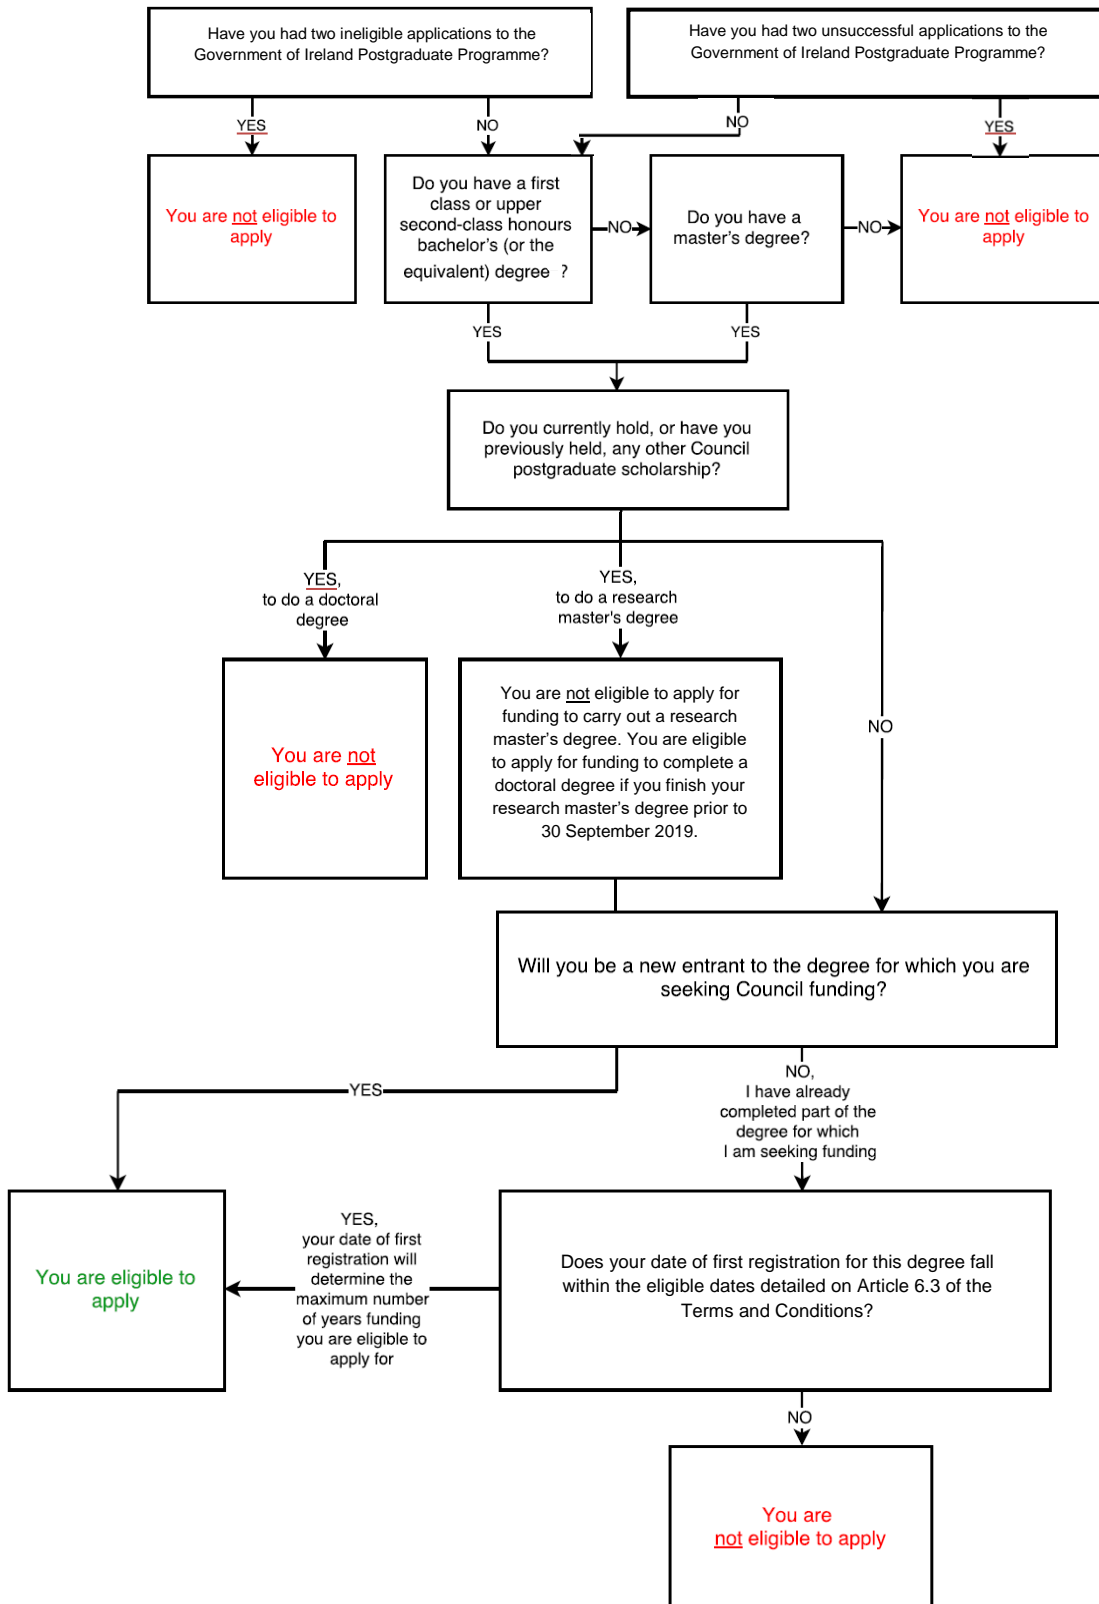 Have you had two ineligible applications to the
Government of Ireland Postgraduate Programme?
Have you had two unsuccessful applications to the
Government of Ireland Postgraduate Programme?
YES
NO
NO
YES
You are not eligible to
apply
Do you have a first
class or upper
second-class honours
bachelor's (or the
equivalent) degree ?
NO
Do you have a
master's degree?
NO
You are not eligible to
apply
YES
YES
Do you currently hold, or have you
previously held, any other Council
postgraduate scholarship?
YES,
to do a doctoral
degree
YES,
to do a research
master's degree
NO
You are not
eligible to apply
You are not eligible to apply for
funding to carry out a research
master's degree. You are eligible
to apply for funding to complete a
doctoral degree if you finish your
research master's degree prior to
30 September 2019.
Will you be a new entrant to the degree for which you are
seeking Council funding?
YES
NO,
I have already
completed part of the
degree for which
I am seeking funding
You are eligible to
apply
YES,
your date of first
registration will
determine the
maximum number
of years funding
you are eligible to
apply for
Does your date of first registration for this degree fall
within the eligible dates detailed on Article 6.3 of the
Terms and Conditions?
NO
You are
not eligible to apply